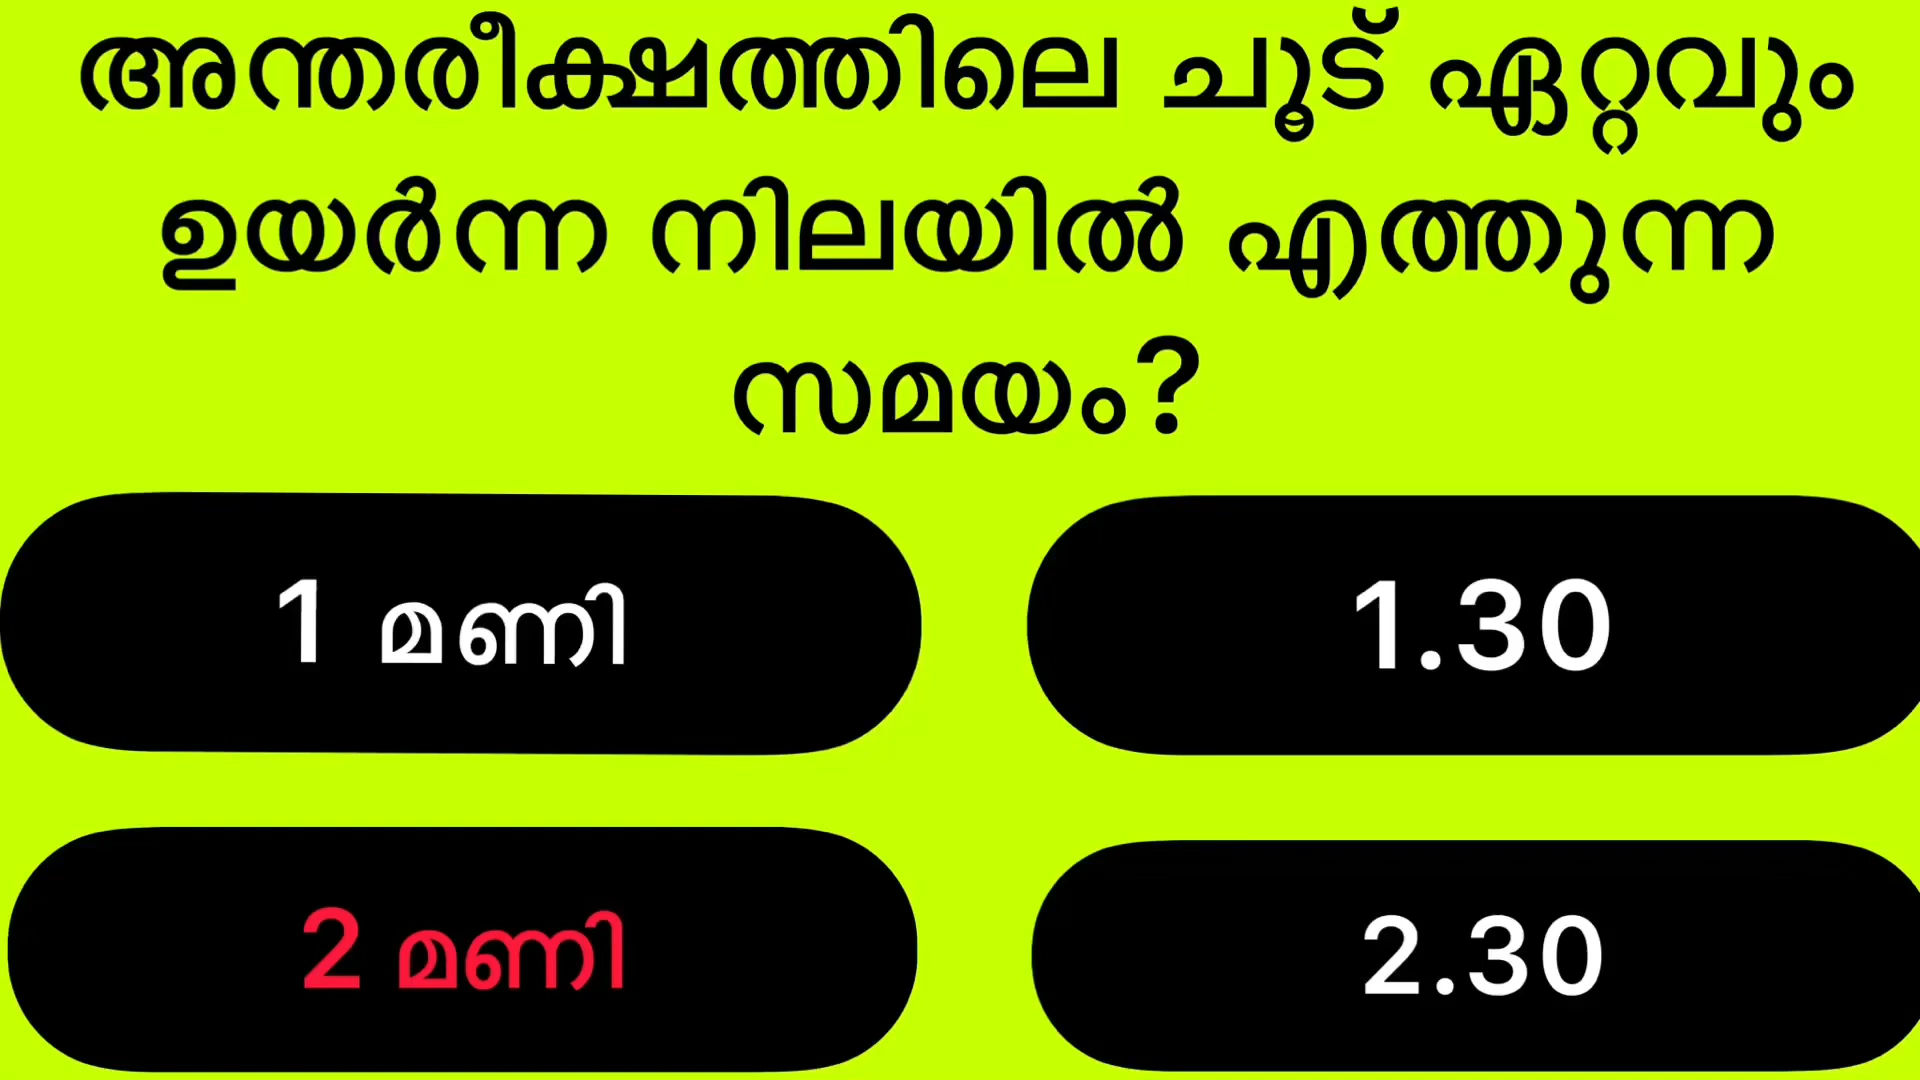 അന്തരീക്ഷത്തിലെ ചൂട് ഏറ്റവും
ഉയർന്ന നിലയിൽ എത്തുന്ന
സമയം?
1 മണി
1.30
2 മണി
2.30